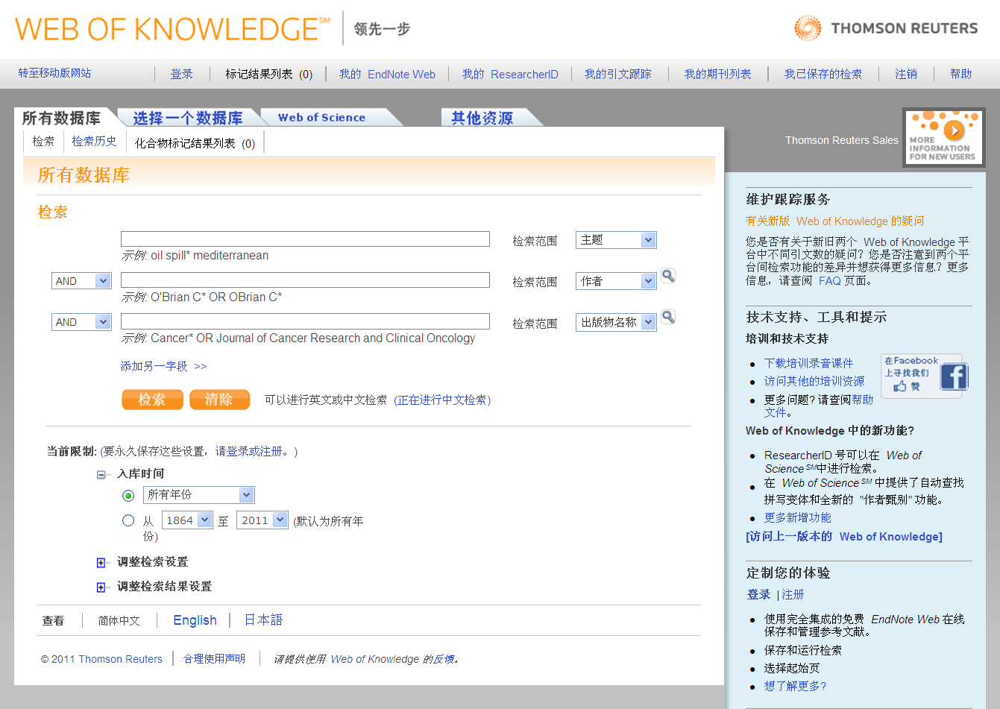 WEB OF KNOWLEDGE SM 领先一步
THOMSON REUTERS
转至移动版网站 登录 标记结果列表 (0) 我的 EndNote Web 我的 ResearcherID 我的引文跟踪 我的期刊列表 我已保存的检索 注销 帮助
所有数据库 选择一个数据库 Web of Science 其他资源
检索 检索历史 化合物标记结果列表 (0)
Thomson Reuters Sales
MORE
INFORMATION
FOR NEW USERS
所有数据库
检索
检索范围 主题
示例: oil spill* mediterranean
AND 检索范围 作者
示例: O'Brian C* OR OBrian C*
AND 检索范围 出版物名称
示例: Cancer* OR Journal of Cancer Research and Clinical Oncology
添加另一字段 >>
检索 清除 可以进行英文或中文检索 (正在进行中文检索)
当前限制: (要永久保存这些设置，请登录或注册。)
入库时间
所有年份
从 1864 至 2011 (默认为所有年
份)
调整检索设置
调整检索结果设置
查看 简体中文 English 日本語
© 2011 Thomson Reuters 合理使用声明 请提供使用 Web of Knowledge 的反馈。
维护跟踪服务
有关新版 Web of Knowledge 的疑问
您是否有关于新旧两个 Web of Knowledge 平
台中不同引文数的疑问？您是否注意到两个平
台间检索功能的差异并想获得更多信息？更多
信息，请查阅 FAQ 页面。
技术支持、工具和提示
培训和技术支持
下载培训录音课件
访问其他的培训资源
更多问题? 请查阅帮助
文件。
在Facebook
上寻找我们
赞
f
Web of Knowledge 中的新功能?
ResearcherID 号可以在 Web of
Science SM中进行检索。
在 Web of Science SM 中提供了自动查找
拼写变体和全新的 "作者甄别" 功能。
更多新增功能
[访问上一版本的 Web of Knowledge]
定制您的体验
登录 | 注册
使用完全集成的免费 EndNote Web 在线
保存和管理参考文献。
保存和运行检索
选择起始页
想了解更多?